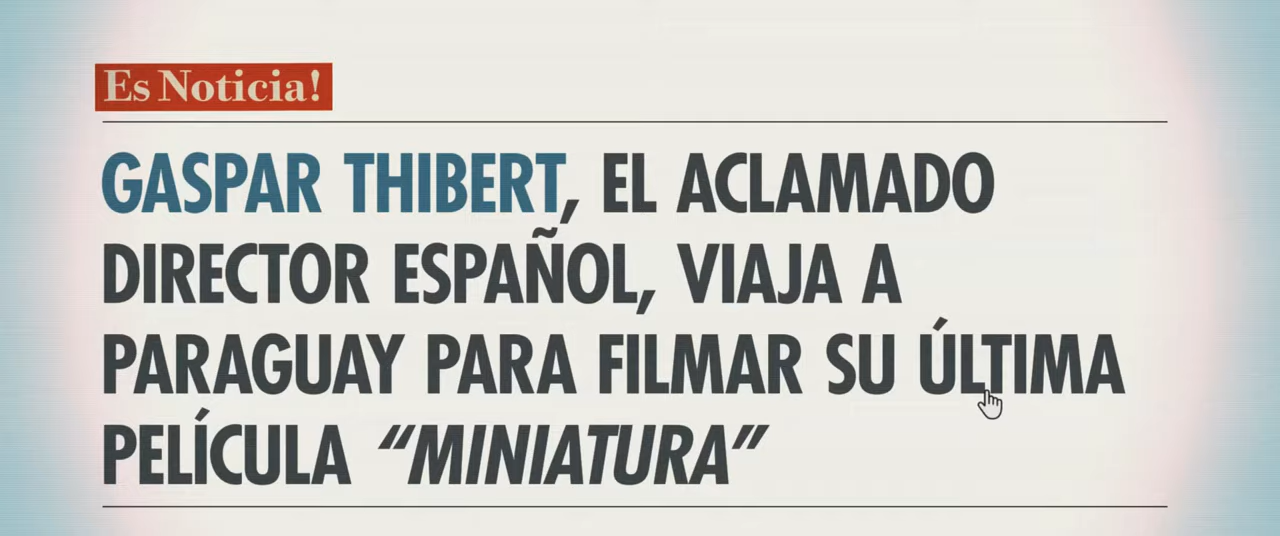 Es Noticia!
GASPAR THIBERT, EL ACLAMADO
DIRECTOR ESPAÑOL, VIAJA A
PARAGUAY PARA FILMAR SU ÚLTIMA
PELÍCULA “MINIATURA”